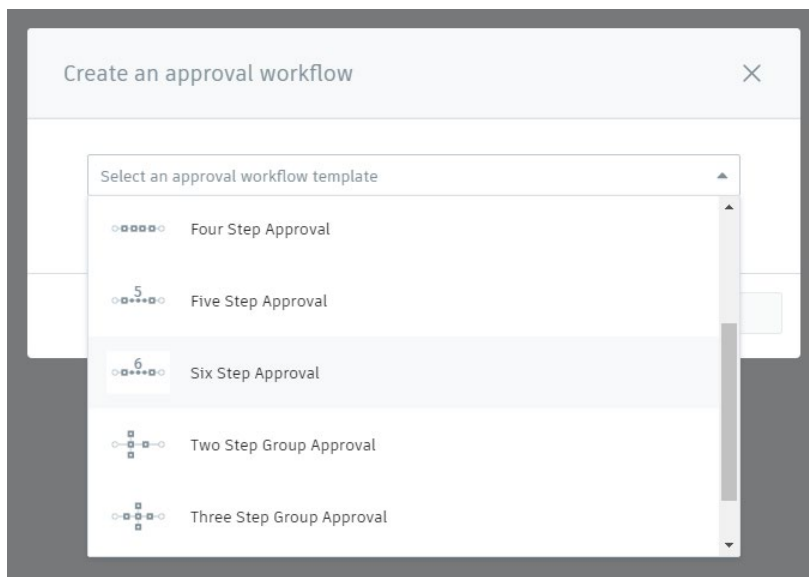 Create an approval workflow
Select an approval workflow template
Four Step Approval
5
Five Step Approval
6
Six Step Approval
Two Step Group Approval
Three Step Group Approval